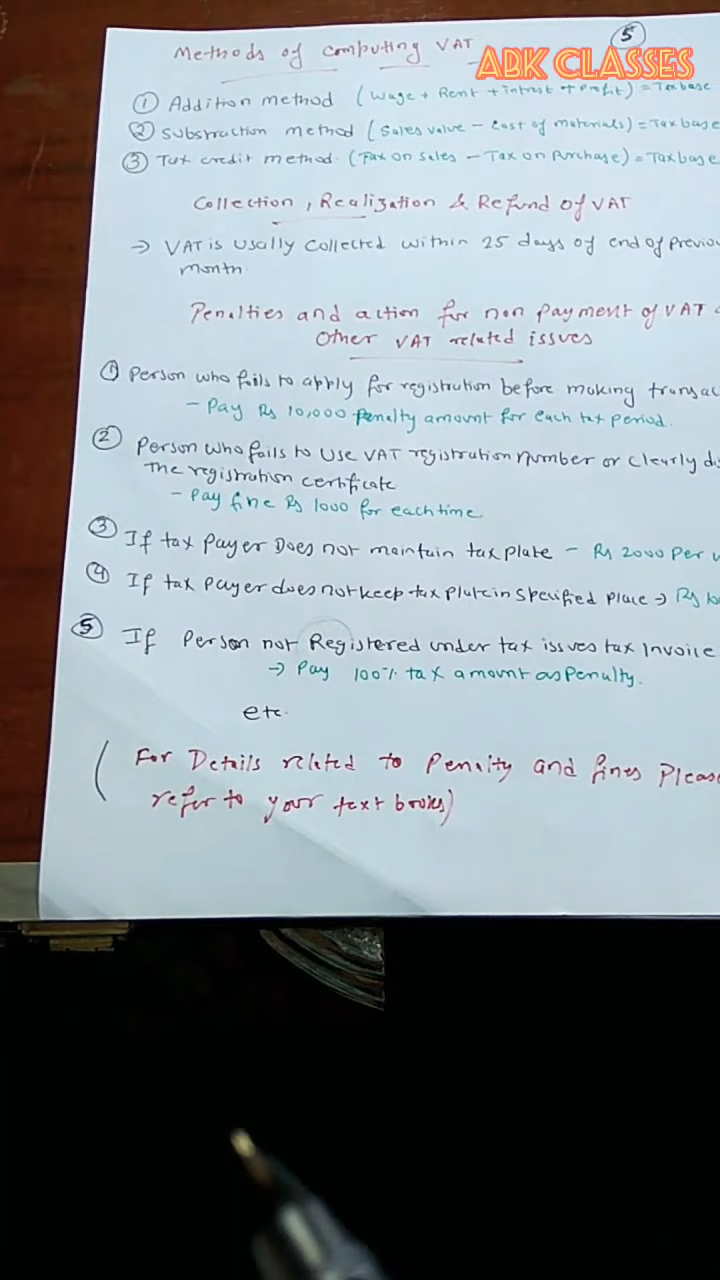 5
ABK CLASSES
Methods of computing VAT
① Addition method (Wage + Rent + intrest + Profit) = Taxbase
② Substraction method (Sales value - Cost of materials) = Tax base
③ Tax credit method (Tax on Sales - Tax on Purchase) = Taxbase
Collection, Realization & Refund of VAT
→ VAT is Usally Collected within 25 days of end of Previou
month
Penalties and action for non Payment of VAT
Other VAT related issues
① Person who fails to apply for registration before making transac
- Pay Rs 10,000 Penalty amount for each tax period.
② Person who fails to Use VAT registration number or Clearly dis
The registration certificate
- Pay fine Rs 1000 for each time
③ If tax Payer Does not maintain tax plate - Rs 2000 Per
④ If tax Payer does not keep tax plate in specified place → Rs
⑤ If Person not Registered under tax issues tax Invoice
→ Pay 100% tax amount as Penalty.
etc.
(For Details related to Penalty and fines Please
refer to your text books)